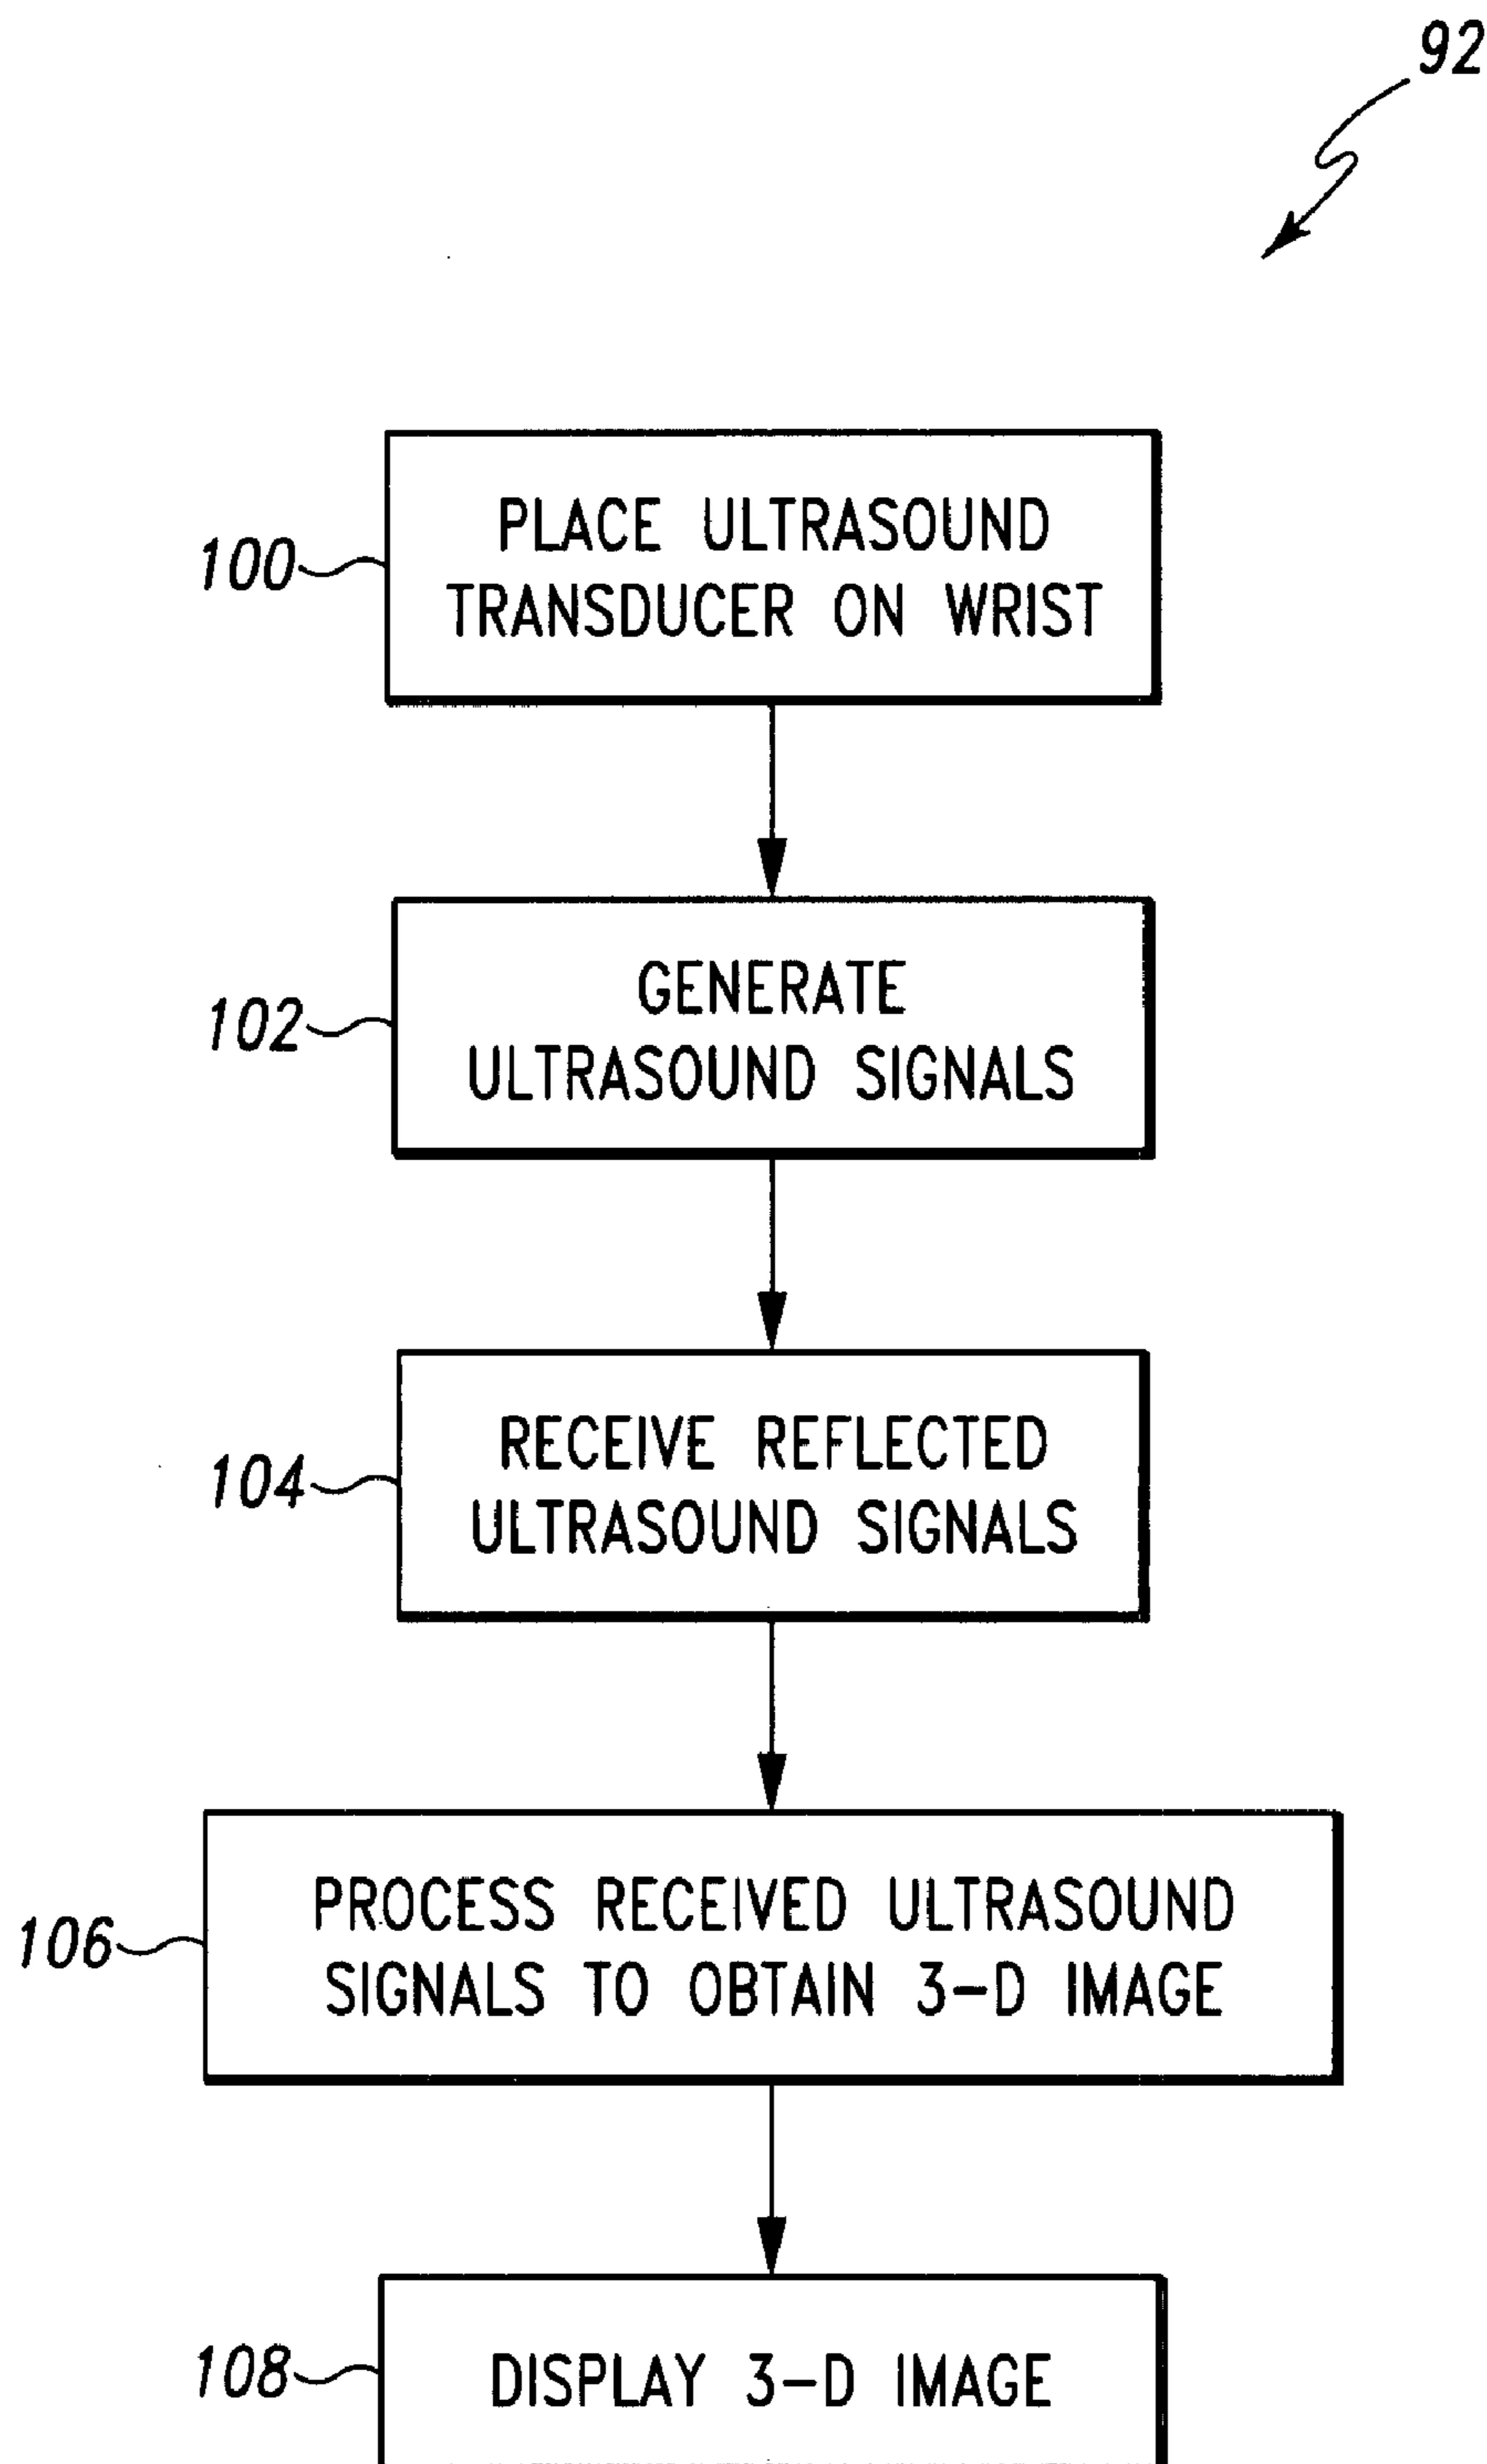 92
100
PLACE ULTRASOUND
TRANSDUCER ON WRIST
102
GENERATE
ULTRASOUND SIGNALS
104
RECEIVE REFLECTED
ULTRASOUND SIGNALS
106
PROCESS RECEIVED ULTRASOUND
SIGNALS TO OBTAIN 3-D IMAGE
108
DISPLAY 3-D IMAGE